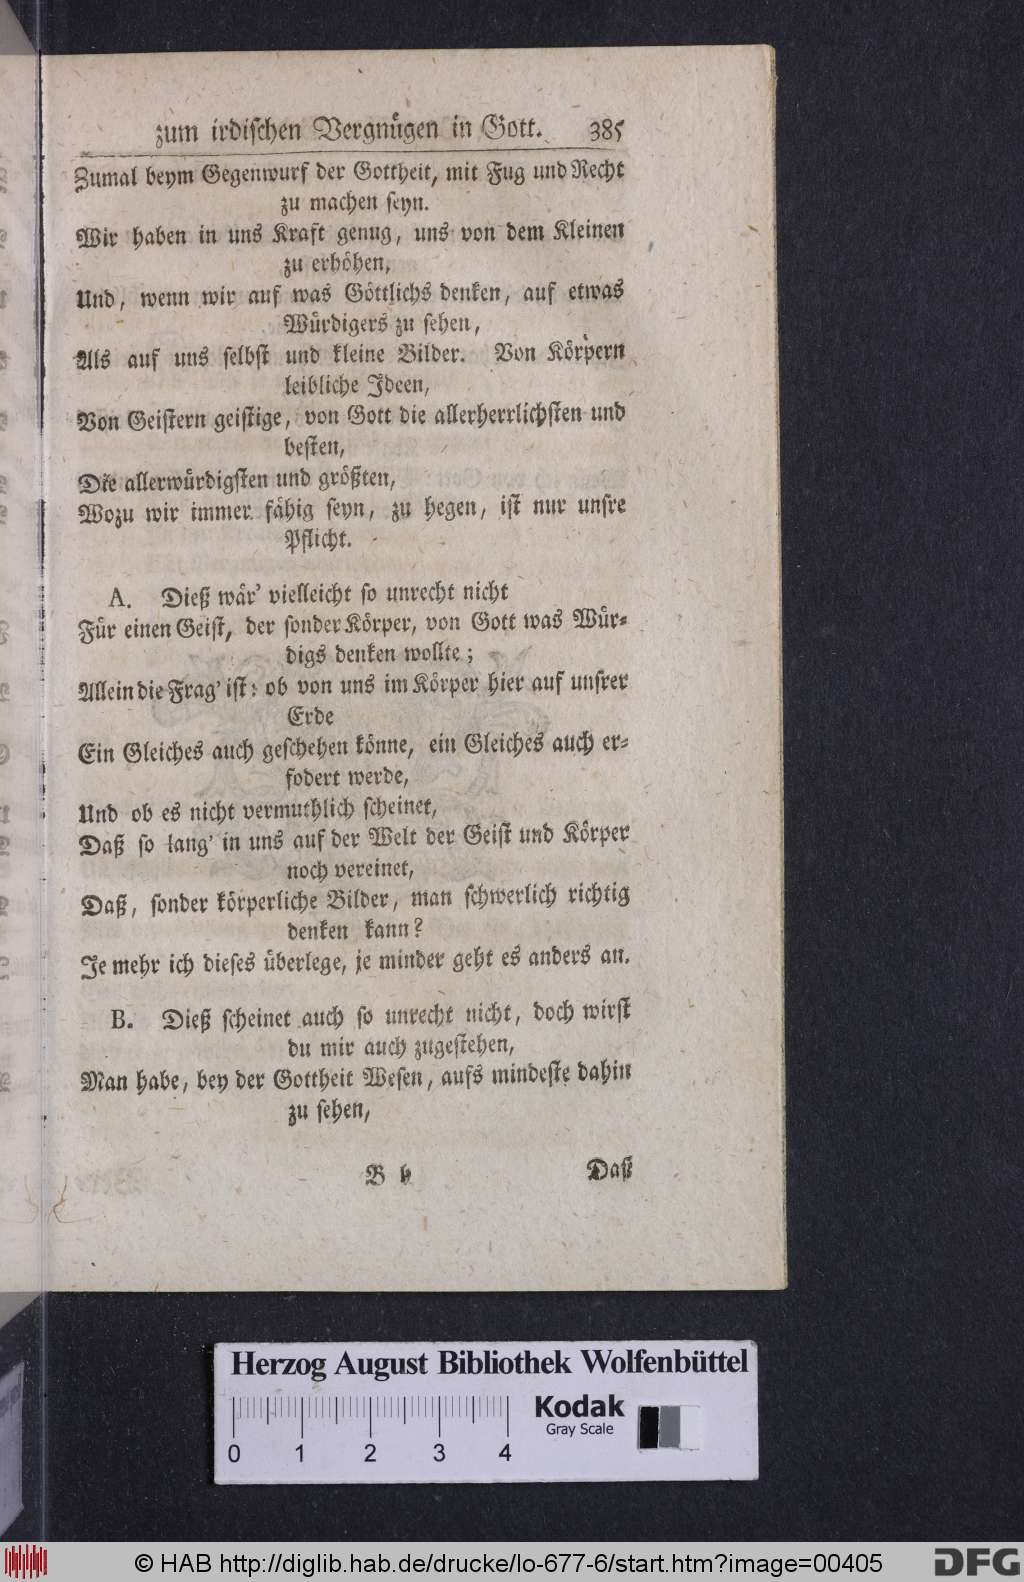 zum irdischen Vergnügen in Gott. 385
Zumal beym Gegenwurf der Gottheit, mit Fug und Recht
zu machen seyn.
Wir haben in uns Kraft genug, uns von dem Kleinen
zu erhöhen,
Und, wenn wir auf was Göttlichs denken, auf etwas
Würdigers zu sehen,
Als auf uns selbst und kleine Bilder. Von Körpern
leibliche Ideen,
Von Geistern geistige, von Gott die allerherrlichsten und
besten,
Die allerwürdigsten und größten,
Wozu wir immer fähig seyn, zu hegen, ist nur unsre
Pflicht.
A. Dieß wär' vielleicht so unrecht nicht
Für einen Geist, der sonder Körper, von Gott was Wür-
digs denken wollte;
Allein die Frag' ist: ob von uns im Körper hier auf unsrer
Erde
Ein Gleiches auch geschehen könne, ein Gleiches auch er-
fodert werde,
Und ob es nicht vermuthlich scheinet,
Daß so lang' in uns auf der Welt der Geist und Körper
noch vereinet,
Daß, sonder körperliche Bilder, man schwerlich richtig
denken kann?
Je mehr ich dieses überlege, je minder geht es anders an.
B. Dieß scheinet auch so unrecht nicht, doch wirst
du mir auch zugestehen,
Man habe, bey der Gottheit Wesen, aufs mindeste dahin
zu sehen,
B b Daß
Herzog August Bibliothek Wolfenbüttel
Kodak
Gray Scale
0 1 2 3 4
© HAB http://diglib.hab.de/drucke/lo-677-6/start.htm?image=00405
DFG